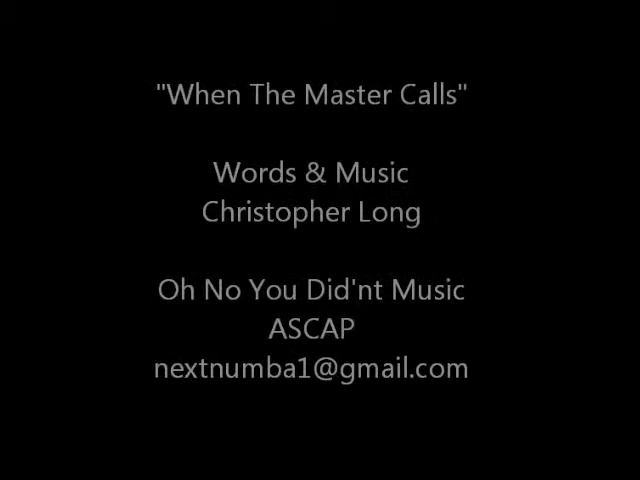 "When The Master Calls"
Words & Music
Christopher Long
Oh No You Did'nt Music
ASCAP
nextnumba1@gmail.com